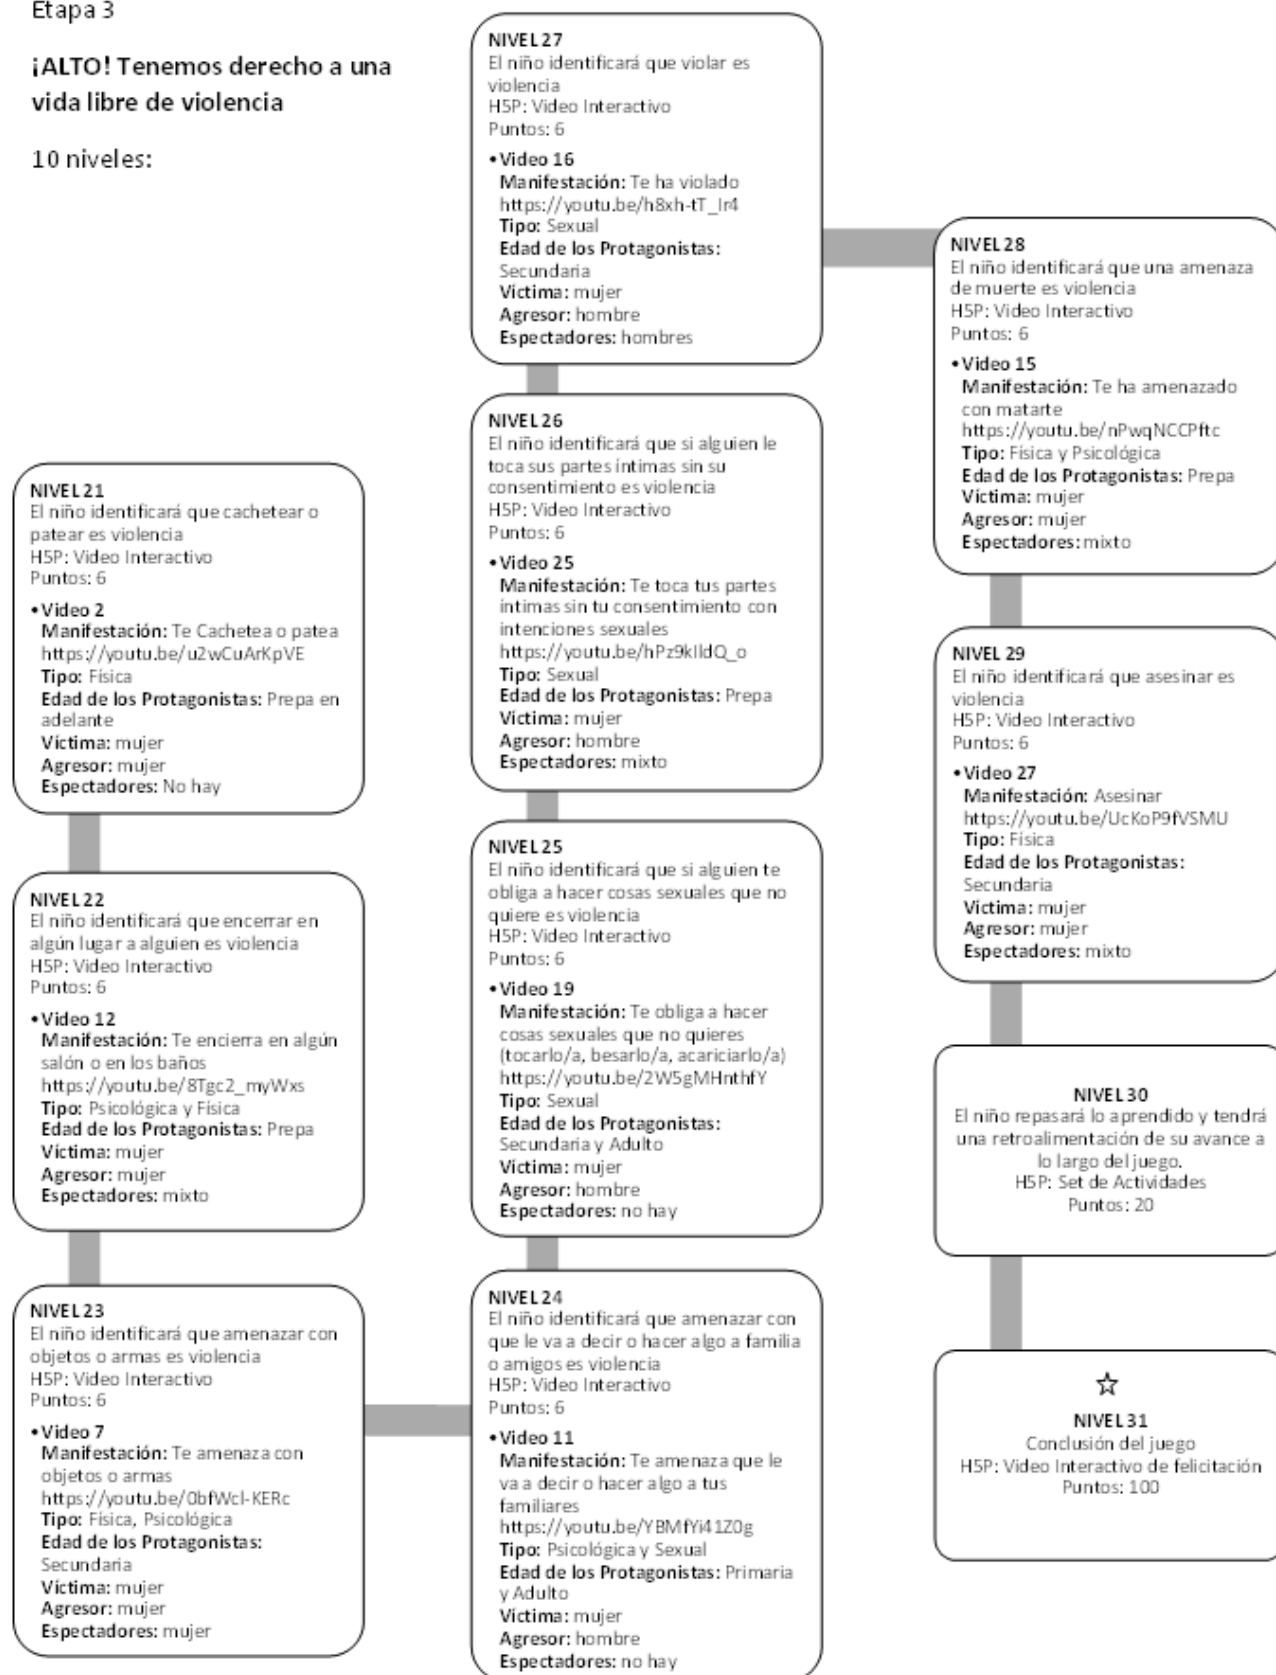 Etapa 3
¡ALTO! Tenemos derecho a una
vida libre de violencia
10 niveles:
NIVEL 21
El niño identificará que cachetear o
patear es violencia
H5P: Video Interactivo
Puntos: 6
•Video 2
Manifestación: Te Cachetea o patea
https://youtu.be/u2wCuArKpVE
Tipo: Física
Edad de los Protagonistas: Prepa en
adelante
Víctima: mujer
Agresor: mujer
Espectadores: No hay
NIVEL 22
El niño identificará que encerrar en
algún lugar a alguien es violencia
H5P: Video Interactivo
Puntos: 6
•Video 12
Manifestación: Te encierra en algún
salón o en los baños
https://youtu.be/8Tgc2_myWxs
Tipo: Psicológica y Física
Edad de los Protagonistas: Prepa
Víctima: mujer
Agresor: mujer
Espectadores: mixto
NIVEL 23
El niño identificará que amenazar con
objetos o armas es violencia
H5P: Video Interactivo
Puntos: 6
•Video 7
Manifestación: Te amenaza con
objetos o armas
https://youtu.be/0bfWcl-KERc
Tipo: Física, Psicológica
Edad de los Protagonistas:
Secundaria
Víctima: mujer
Agresor: mujer
Espectadores: mujer
NIVEL 24
El niño identificará que amenazar con
que le va a decir o hacer algo a familia
o amigos es violencia
H5P: Video Interactivo
Puntos: 6
•Video 11
Manifestación: Te amenaza que le
va a decir o hacer algo a tus
familiares
https://youtu.be/YBMfYi41Z0g
Tipo: Psicológica y Sexual
Edad de los Protagonistas: Primaria
y Adulto
Víctima: mujer
Agresor: hombre
Espectadores: no hay
NIVEL 25
El niño identificará que si alguien te
obliga a hacer cosas sexuales que no
quiere es violencia
H5P: Video Interactivo
Puntos: 6
•Video 19
Manifestación: Te obliga a hacer
cosas sexuales que no quieres
(tocarlo/a, besarlo/a, acariciarlo/a)
https://youtu.be/2W5gMHnthfY
Tipo: Sexual
Edad de los Protagonistas:
Secundaria y Adulto
Víctima: mujer
Agresor: hombre
Espectadores: no hay
NIVEL 26
El niño identificará que si alguien le
toca sus partes íntimas sin su
consentimiento es violencia
H5P: Video Interactivo
Puntos: 6
•Video 25
Manifestación: Te toca tus partes
íntimas sin tu consentimiento con
intenciones sexuales
https://youtu.be/hPz9klldQ_o
Tipo: Sexual
Edad de los Protagonistas: Prepa
Víctima: mujer
Agresor: hombre
Espectadores: mixto
NIVEL 27
El niño identificará que violar es
violencia
H5P: Video Interactivo
Puntos: 6
•Video 16
Manifestación: Te ha violado
https://youtu.be/h8xh-tT_lr4
Tipo: Sexual
Edad de los Protagonistas:
Secundaria
Víctima: mujer
Agresor: hombre
Espectadores: hombres
NIVEL 28
El niño identificará que una amenaza
de muerte es violencia
H5P: Video Interactivo
Puntos: 6
•Video 15
Manifestación: Te ha amenazado
con matarte
https://youtu.be/nPwqNCCPftc
Tipo: Física y Psicológica
Edad de los Protagonistas: Prepa
Víctima: mujer
Agresor: mujer
Espectadores: mixto
NIVEL 29
El niño identificará que asesinar es
violencia
H5P: Video Interactivo
Puntos: 6
•Video 27
Manifestación: Asesinar
https://youtu.be/UcKoP9fVSMU
Tipo: Física
Edad de los Protagonistas:
Secundaria
Víctima: mujer
Agresor: mujer
Espectadores: mixto
NIVEL 30
El niño repasará lo aprendido y tendrá
una retroalimentación de su avance a
lo largo del juego.
H5P: Set de Actividades
Puntos: 20
NIVEL 31
Conclusión del juego
H5P: Video Interactivo de felicitación
Puntos: 100